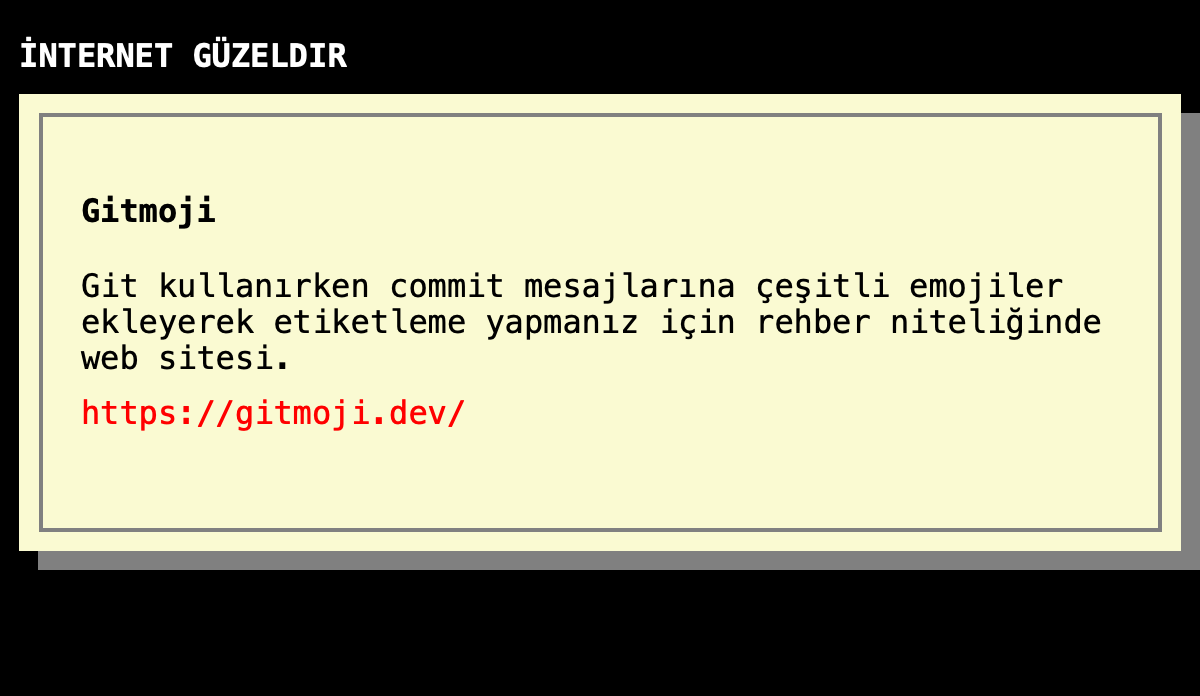 İNTERNET GÜZELDIR
Gitmoji
Git kullanırken commit mesajlarına çeşitli emojiler
ekleyerek etiketleme yapmanız için rehber niteliğinde
web sitesi.
https://gitmoji.dev/